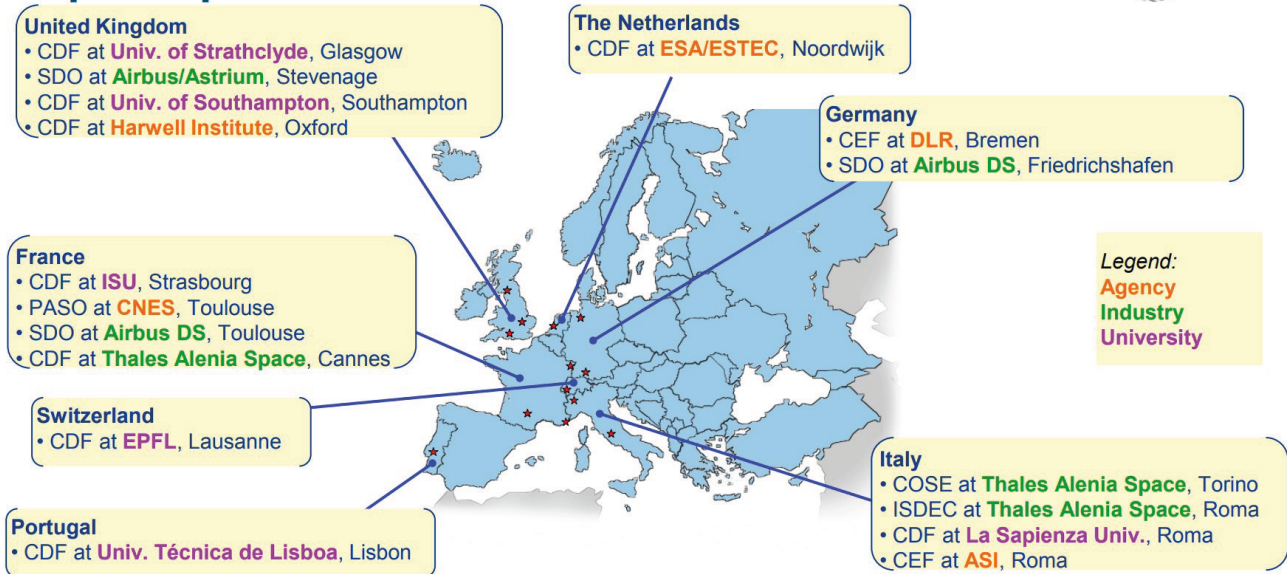 United Kingdom
• CDF at Univ. of Strathclyde, Glasgow
• SDO at Airbus/Astrium, Stevenage
• CDF at Univ. of Southampton, Southampton
• CDF at Harwell Institute, Oxford
The Netherlands
• CDF at ESA/ESTEC, Noordwijk
Germany
• CEF at DLR, Bremen
• SDO at Airbus DS, Friedrichshafen
France
• CDF at ISU, Strasbourg
• PASO at CNES, Toulouse
• SDO at Airbus DS, Toulouse
• CDF at Thales Alenia Space, Cannes
Legend:
Agency
Industry
University
Switzerland
• CDF at EPFL, Lausanne
Italy
• COSE at Thales Alenia Space, Torino
• ISDEC at Thales Alenia Space, Roma
• CDF at La Sapienza Univ., Roma
• CEF at ASI, Roma
Portugal
• CDF at Univ. Técnica de Lisboa, Lisbon